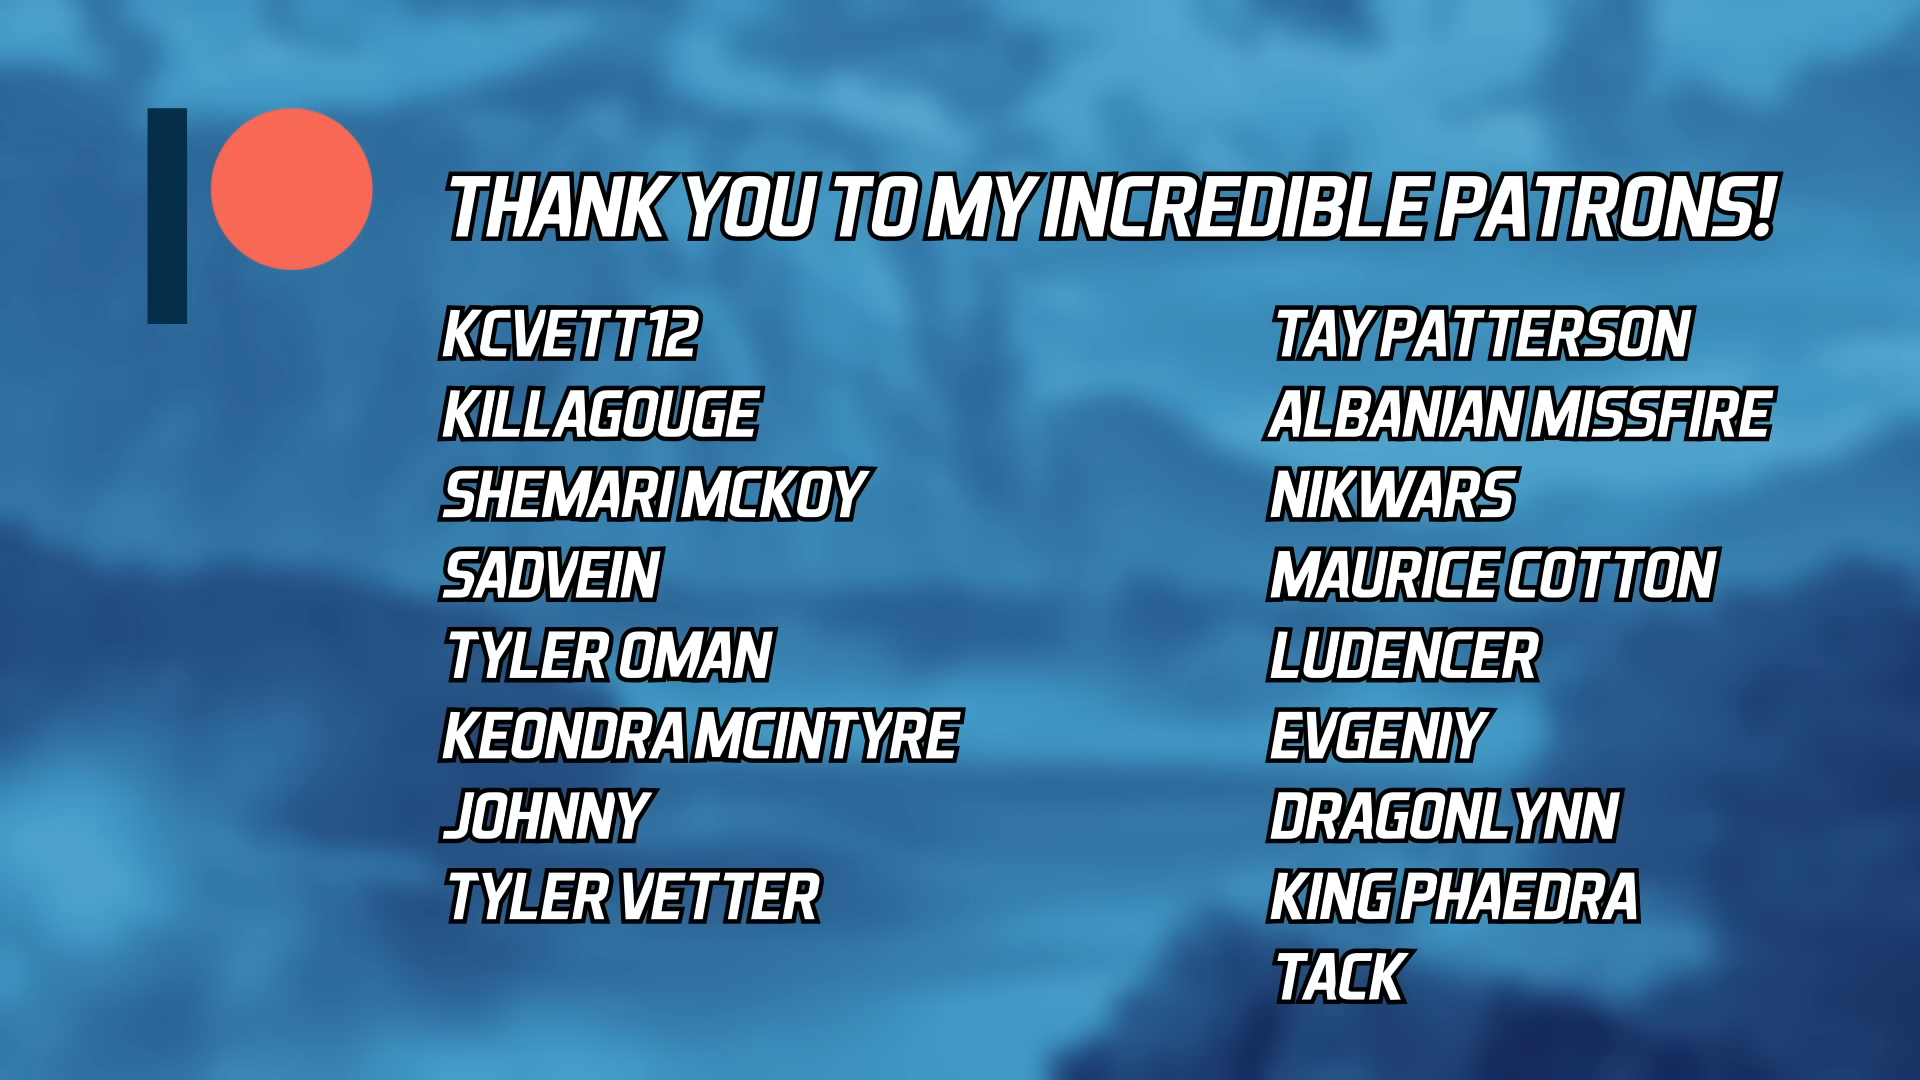 THANK YOU TO MY INCREDIBLE PATRONS!
KCVETT12
KILLAGOUGE
SHEMARI MCKOY
SADVEIN
TYLER OMAN
KEONDRA MCINTYRE
JOHNNY
TYLER VETTER
TAY PATTERSON
ALBANIAN MISSFIRE
NIKWARS
MAURICE COTTON
LUDENCER
EVGENIY
DRAGONLYNN
KING PHAEDRA
TACK